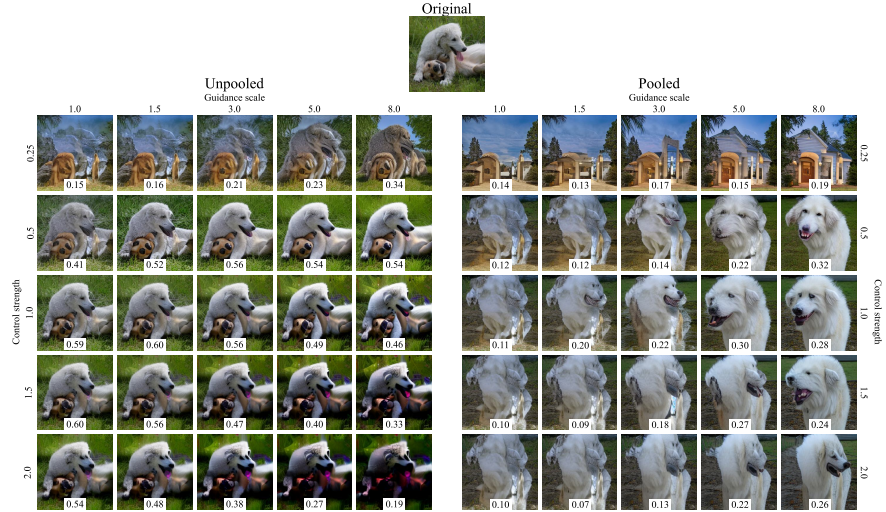 Original
Unpooled
Guidance scale
1.0 1.5 3.0 5.0 8.0
Pooled
Guidance scale
1.0 1.5 3.0 5.0 8.0
Control strength
0.25
0.15 0.16 0.21 0.23 0.34
0.14 0.13 0.17 0.15 0.19
0.25
0.5
0.41 0.52 0.56 0.54 0.54
0.12 0.12 0.14 0.22 0.32
0.5
1.0
0.59 0.60 0.56 0.49 0.46
0.11 0.20 0.22 0.30 0.28
1.0
1.5
0.60 0.56 0.47 0.40 0.33
0.10 0.09 0.18 0.27 0.24
1.5
2.0
0.54 0.48 0.38 0.27 0.19
0.10 0.07 0.13 0.22 0.26
2.0
Control strength